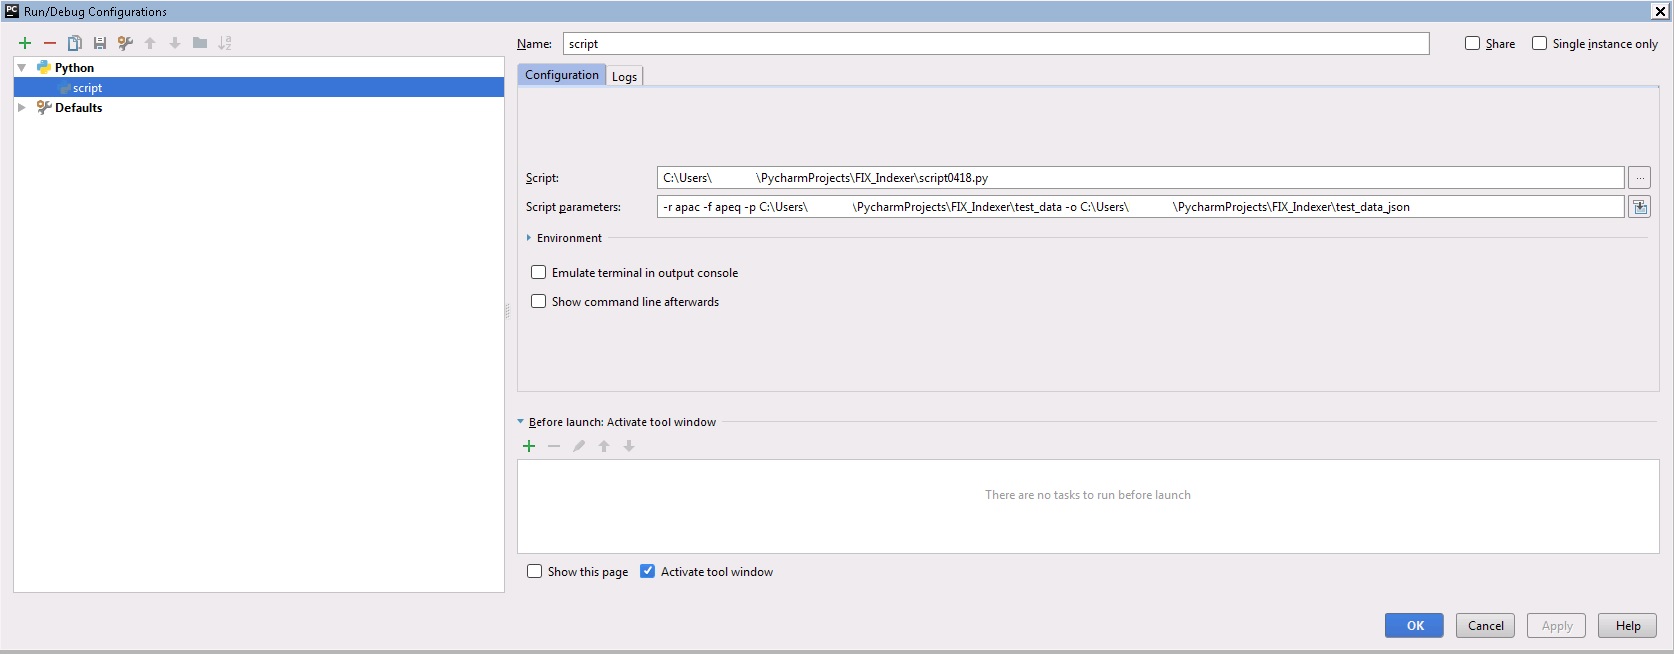 PC Run/Debug Configurations
Name: script
Share
Single instance only
Python
script
Defaults
Configuration
Logs
Script: C:\Users\ \PycharmProjects\FIX_Indexer\script0418.py ...
Script parameters: -r apac -f apeq -p C:\Users\ \PycharmProjects\FIX_Indexer\test_data -o C:\Users\ \PycharmProjects\FIX_Indexer\test_data_json
Environment
Emulate terminal in output console
Show command line afterwards
Before launch: Activate tool window
There are no tasks to run before launch
Show this page
Activate tool window
OK
Cancel
Apply
Help